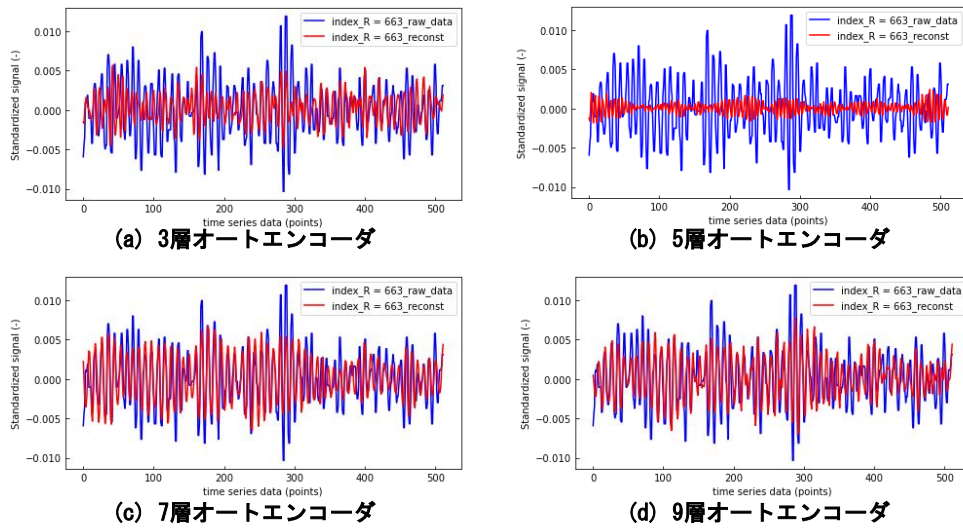 index_R = 663_raw_data
index_R = 663_reconst
Standardized signal (-)
0.010
0.005
0.000
−0.005
−0.010
0 100 200 300 400 500
time series data (points)
(a) 3層オートエンコーダ
index_R = 663_raw_data
index_R = 663_reconst
Standardized signal (-)
0.010
0.005
0.000
−0.005
−0.010
0 100 200 300 400 500
time series data (points)
(b) 5層オートエンコーダ
index_R = 663_raw_data
index_R = 663_reconst
Standardized signal (-)
0.010
0.005
0.000
−0.005
−0.010
0 100 200 300 400 500
time series data (points)
(c) 7層オートエンコーダ
index_R = 663_raw_data
index_R = 663_reconst
Standardized signal (-)
0.010
0.005
0.000
−0.005
−0.010
0 100 200 300 400 500
time series data (points)
(d) 9層オートエンコーダ